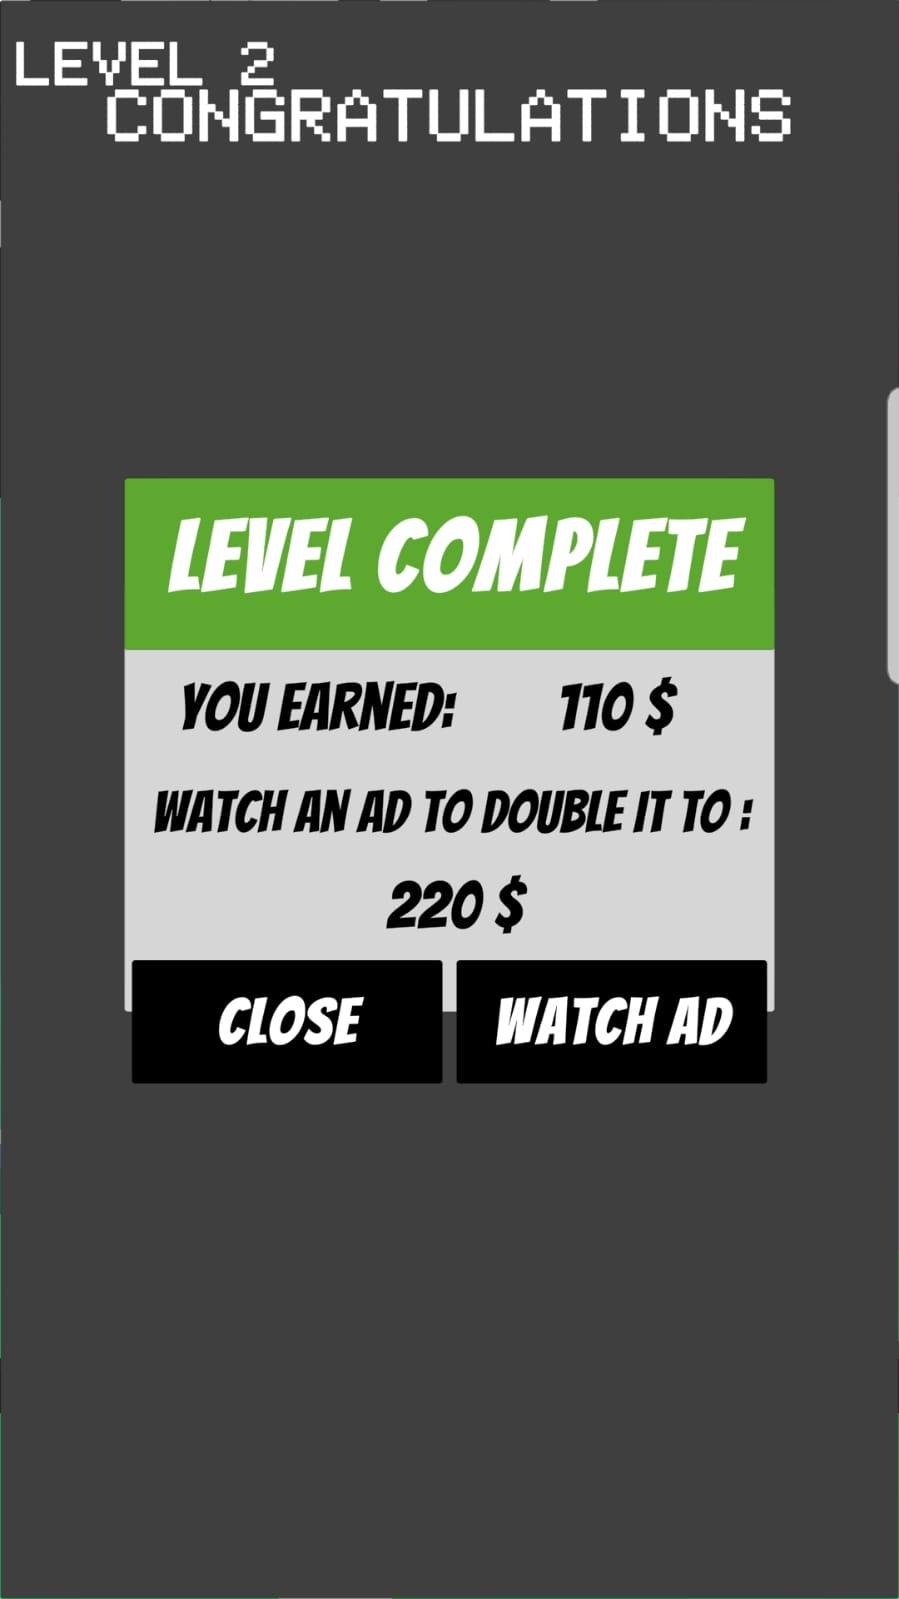 LEVEL 2
CONGRATULATIONS
LEVEL COMPLETE
YOU EARNED: 110 $
WATCH AN AD TO DOUBLE IT TO :
220 $
CLOSE WATCH AD